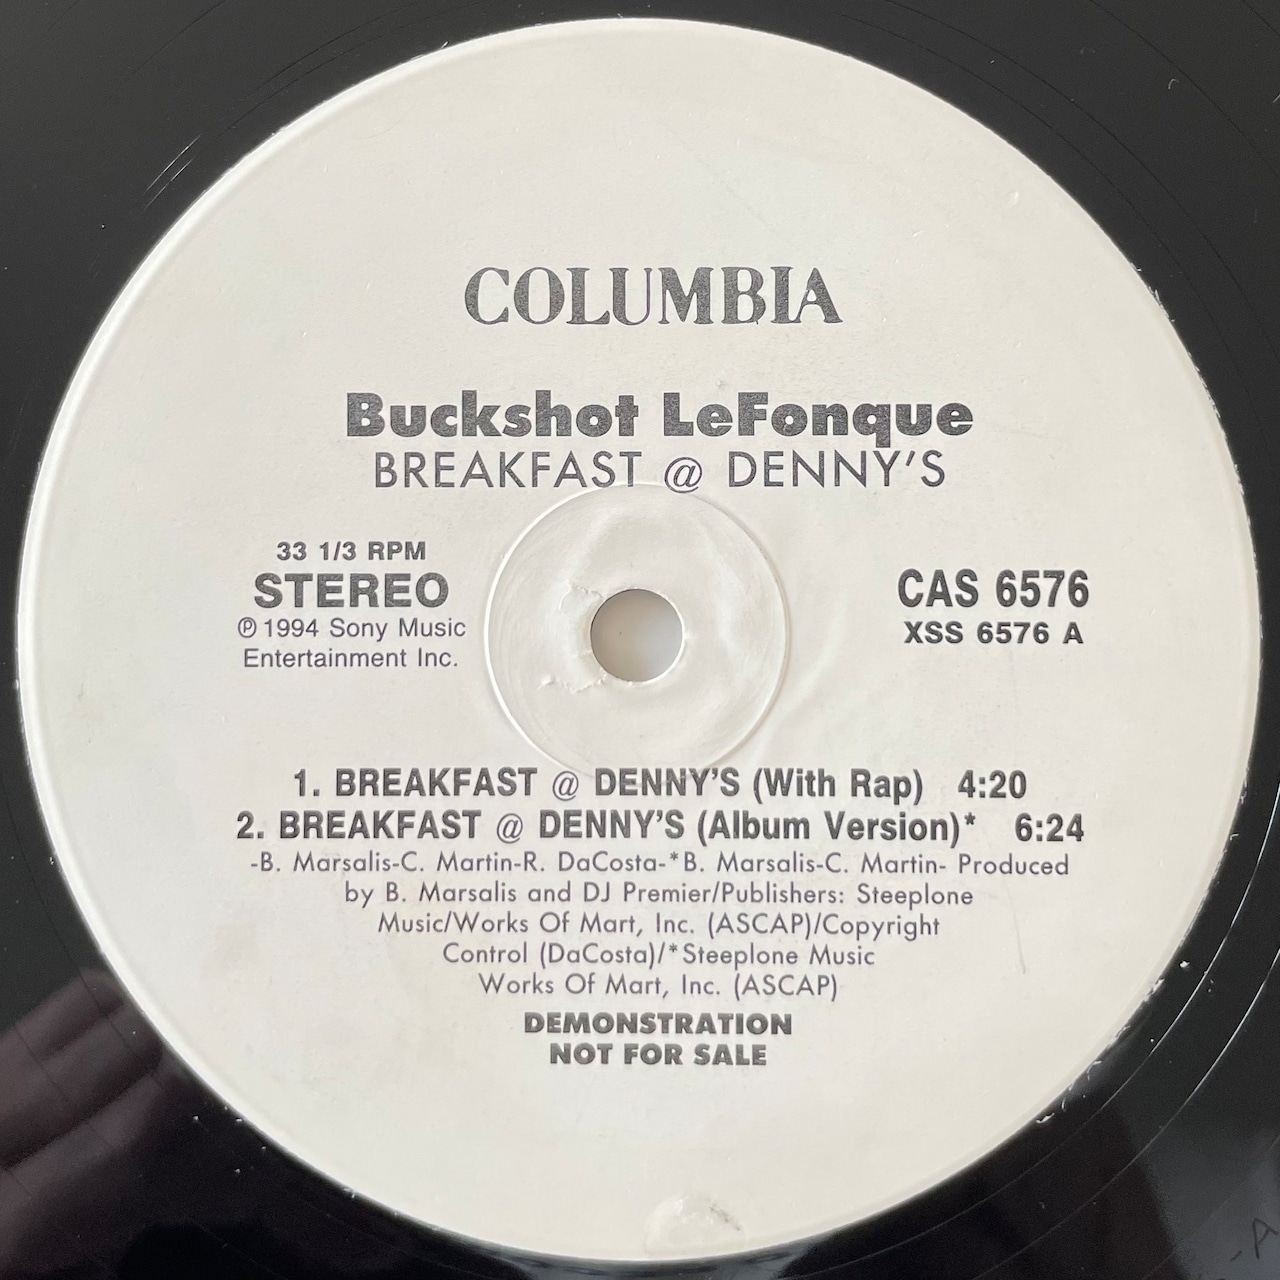 COLUMBIA
Buckshot LeFonque
BREAKFAST @ DENNY'S
33 1/3 RPM
STEREO
℗ 1994 Sony Music
Entertainment Inc.
CAS 6576
XSS 6576 A
1. BREAKFAST @ DENNY'S (With Rap) 4:20
2. BREAKFAST @ DENNY'S (Album Version)* 6:24
-B. Marsalis-C. Martin-R. DaCosta-*B. Marsalis-C. Martin- Produced
by B. Marsalis and DJ Premier/Publishers: Steeplone
Music/Works Of Mart, Inc. (ASCAP)/Copyright
Control (DaCosta)/*Steeplone Music
Works Of Mart, Inc. (ASCAP)
DEMONSTRATION
NOT FOR SALE
-A